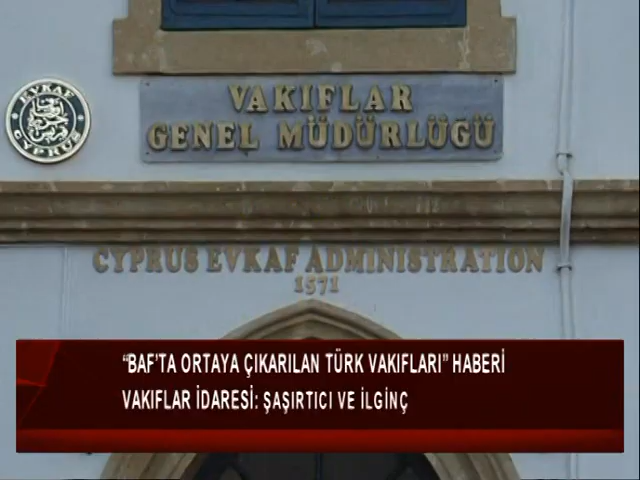 EVKAF
CYPRUS
VAKIFLAR
GENEL MÜDÜRLÜĞÜ
CYPRUS EVKAF ADMINISTRATION
1571
“BAF’TA ORTAYA ÇIKARILAN TÜRK VAKIFLARI” HABERİ
VAKIFLAR İDARESİ: ŞAŞIRTICI VE İLGİNÇ